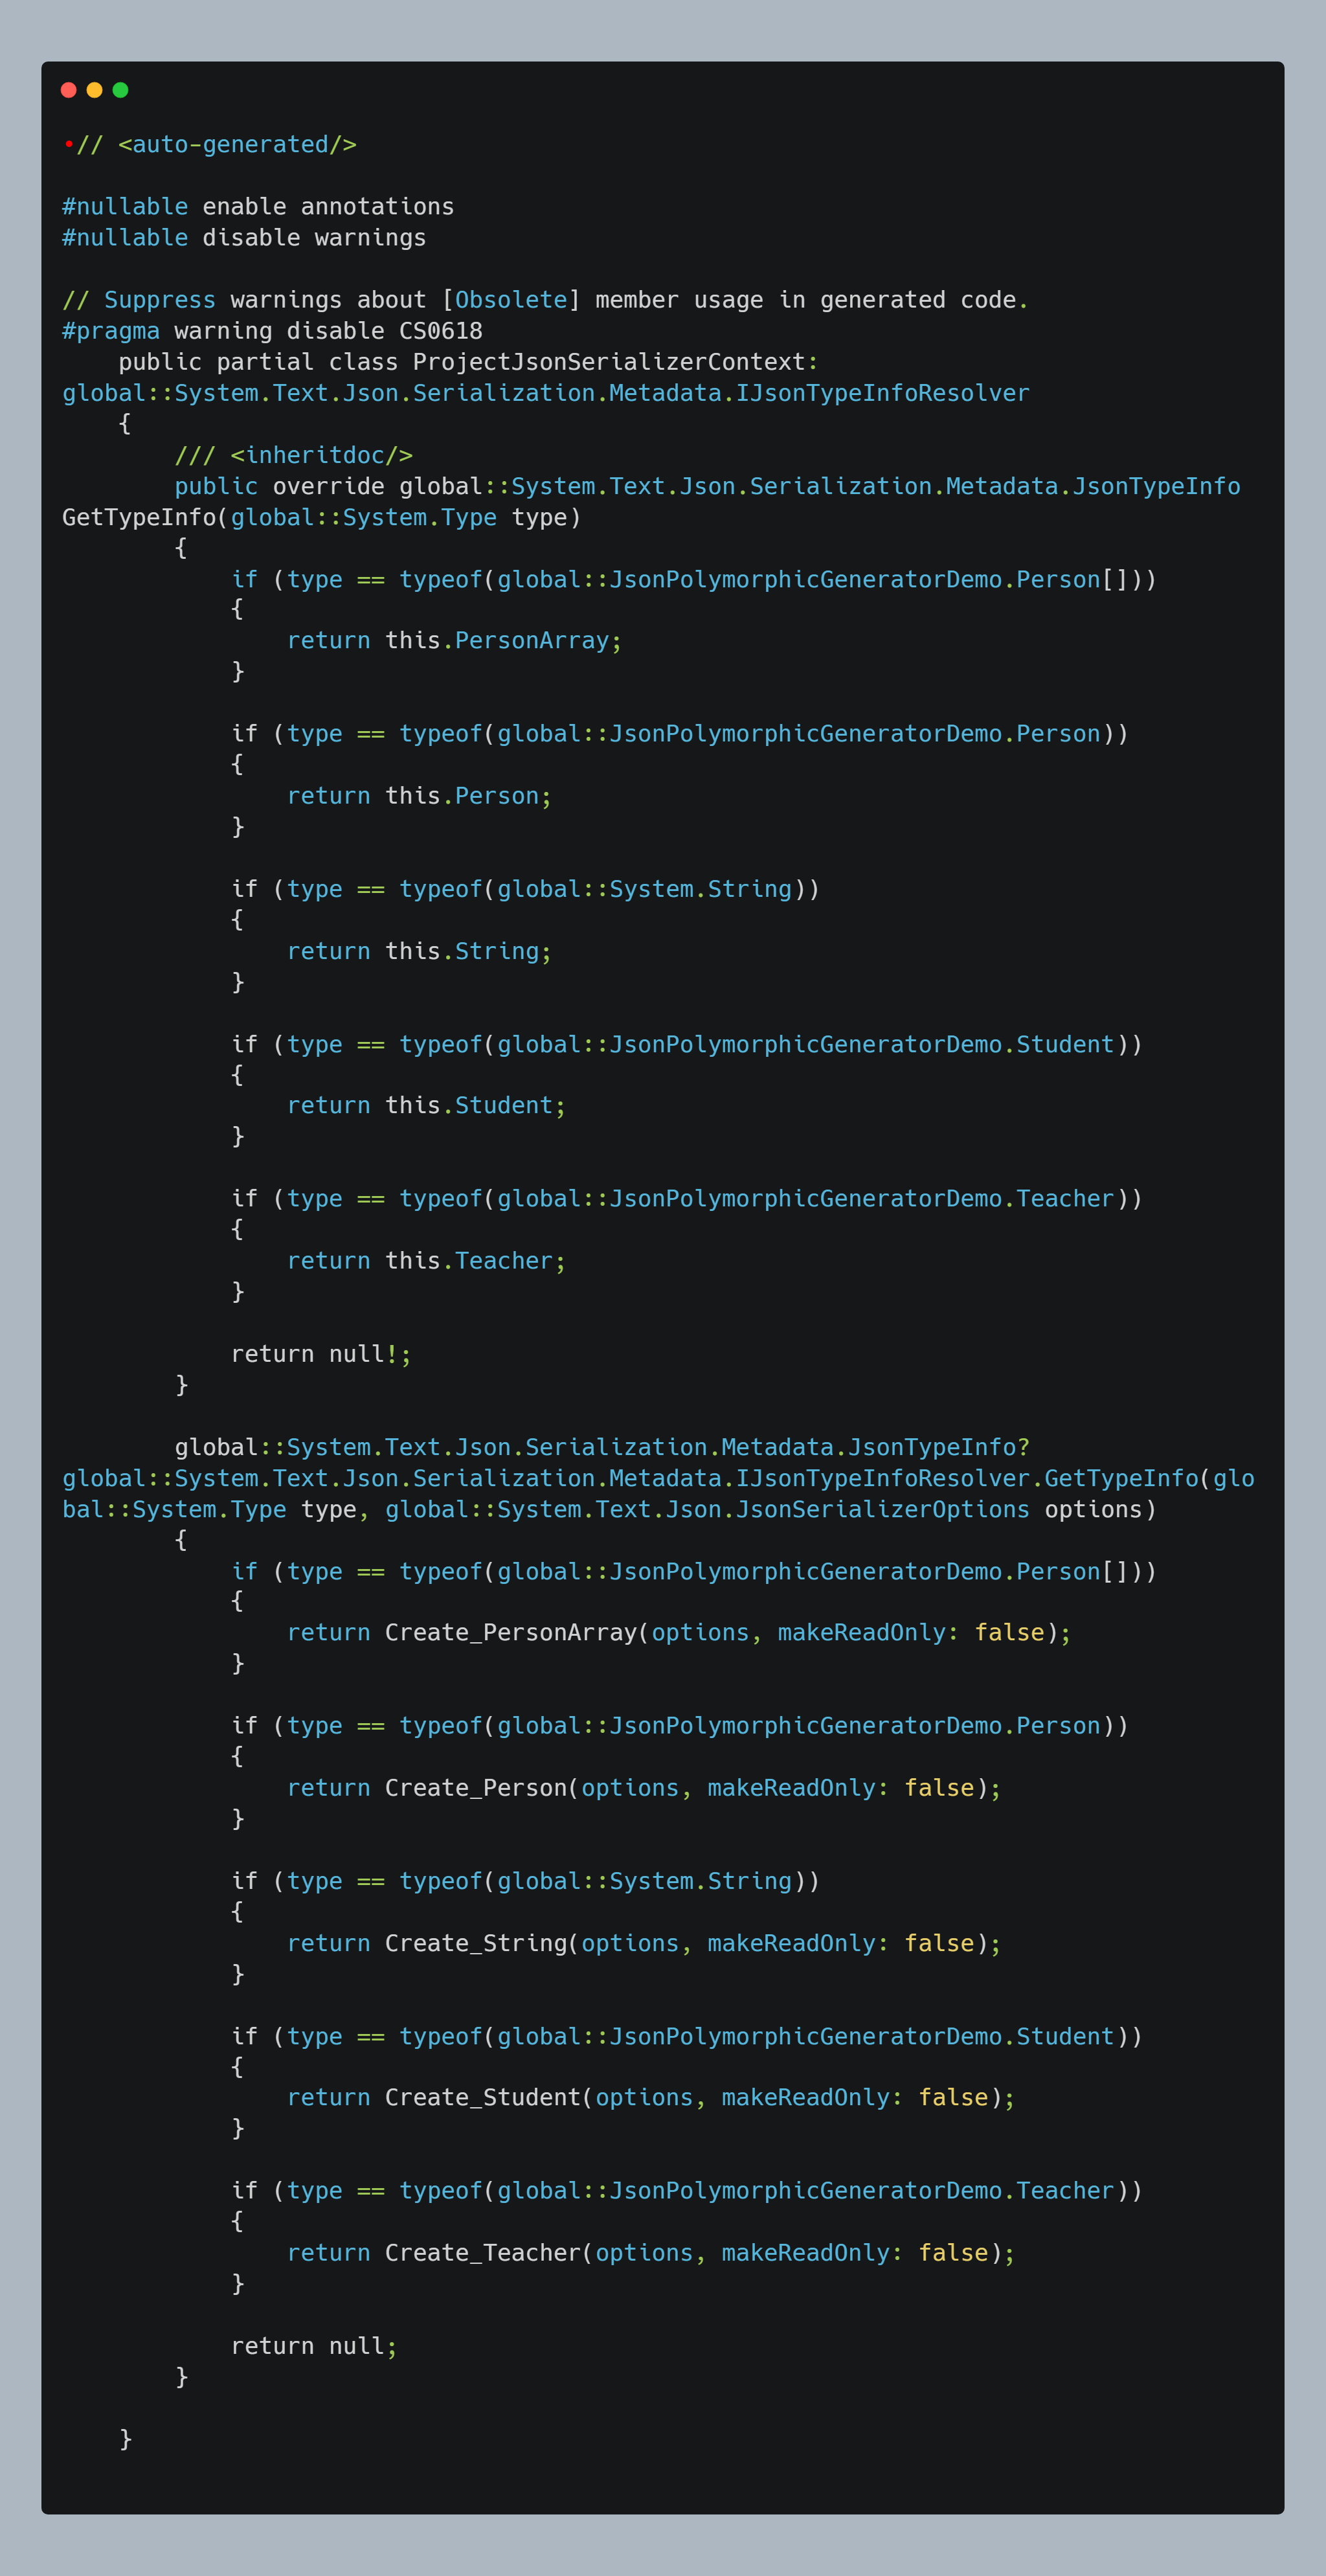 •// <auto-generated/>

#nullable enable annotations
#nullable disable warnings

// Suppress warnings about [Obsolete] member usage in generated code.
#pragma warning disable CS0618
    public partial class ProjectJsonSerializerContext:
global::System.Text.Json.Serialization.Metadata.IJsonTypeInfoResolver
    {
        /// <inheritdoc/>
        public override global::System.Text.Json.Serialization.Metadata.JsonTypeInfo
GetTypeInfo(global::System.Type type)
        {
            if (type == typeof(global::JsonPolymorphicGeneratorDemo.Person[]))
            {
                return this.PersonArray;
            }

            if (type == typeof(global::JsonPolymorphicGeneratorDemo.Person))
            {
                return this.Person;
            }

            if (type == typeof(global::System.String))
            {
                return this.String;
            }

            if (type == typeof(global::JsonPolymorphicGeneratorDemo.Student))
            {
                return this.Student;
            }

            if (type == typeof(global::JsonPolymorphicGeneratorDemo.Teacher))
            {
                return this.Teacher;
            }

            return null!;
        }

        global::System.Text.Json.Serialization.Metadata.JsonTypeInfo?
global::System.Text.Json.Serialization.Metadata.IJsonTypeInfoResolver.GetTypeInfo(glo
bal::System.Type type, global::System.Text.Json.JsonSerializerOptions options)
        {
            if (type == typeof(global::JsonPolymorphicGeneratorDemo.Person[]))
            {
                return Create_PersonArray(options, makeReadOnly: false);
            }

            if (type == typeof(global::JsonPolymorphicGeneratorDemo.Person))
            {
                return Create_Person(options, makeReadOnly: false);
            }

            if (type == typeof(global::System.String))
            {
                return Create_String(options, makeReadOnly: false);
            }

            if (type == typeof(global::JsonPolymorphicGeneratorDemo.Student))
            {
                return Create_Student(options, makeReadOnly: false);
            }

            if (type == typeof(global::JsonPolymorphicGeneratorDemo.Teacher))
            {
                return Create_Teacher(options, makeReadOnly: false);
            }

            return null;
        }

    }